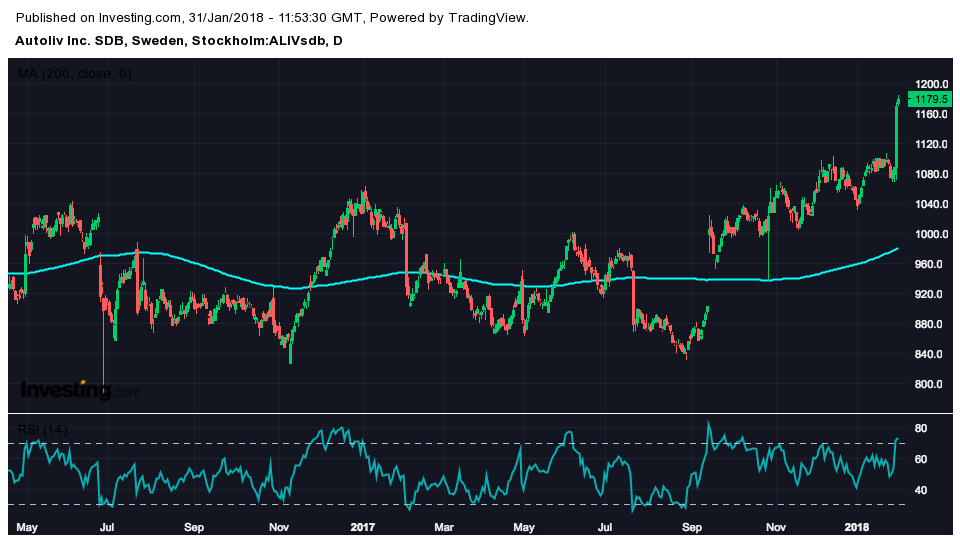 Published on Investing.com, 31/Jan/2018 - 11:53:30 GMT, Powered by TradingView.
Autoliv Inc. SDB, Sweden, Stockholm:ALIVsdb, D
MA (200, close, 0)
1200.0
1179.5
1160.0
1120.0
1080.0
1040.0
1000.0
960.0
920.0
880.0
840.0
800.0
Investing.com
RSI (14)
80
60
40
May Jul Sep Nov 2017 Mar May Jul Sep Nov 2018